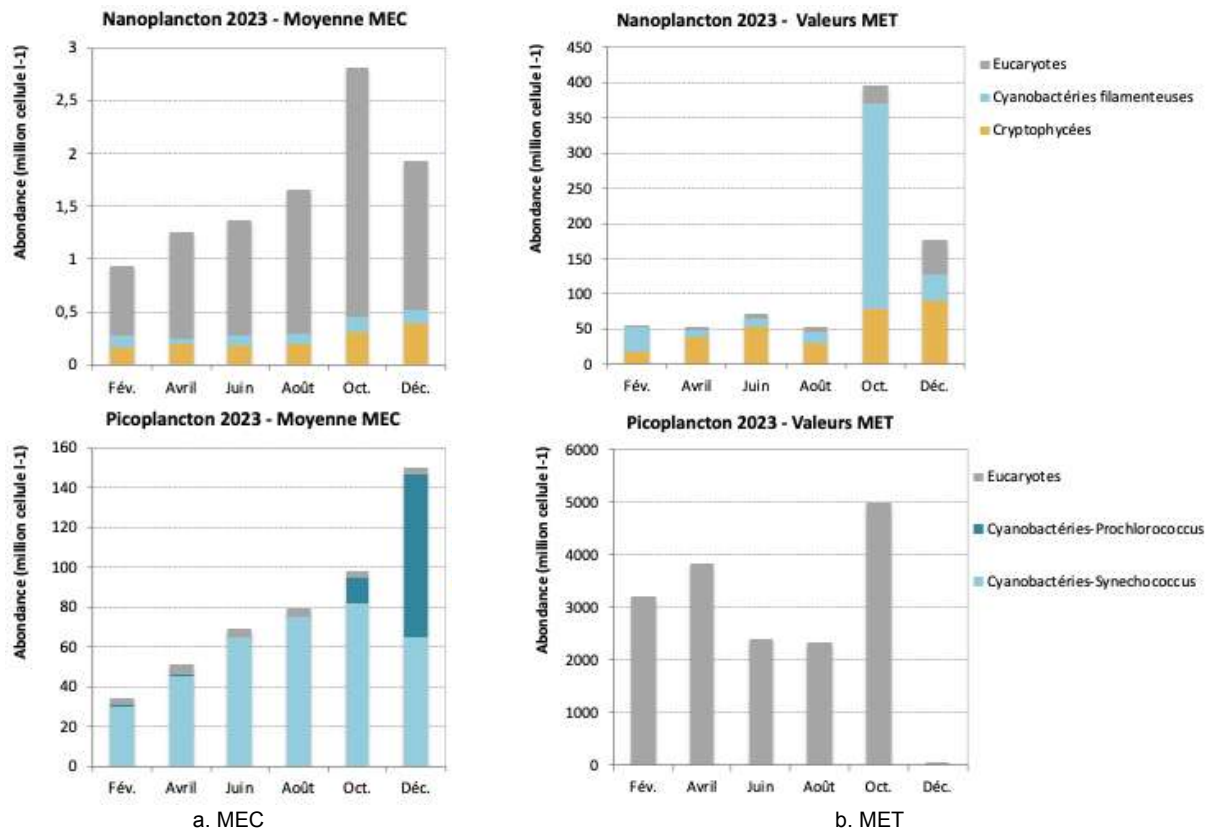 Nanoplancton 2023 - Moyenne MEC
Abondance (million cellule l-1)
3
2,5
2
1,5
1
0,5
0
Fév. Avril Juin Août Oct. Déc.
Nanoplancton 2023 - Valeurs MET
Abondance (million cellule l-1)
450
400
350
300
250
200
150
100
50
0
Fév. Avril Juin Août Oct. Déc.
Eucaryotes
Cyanobactéries filamenteuses
Cryptophycées
Picoplancton 2023 - Moyenne MEC
Abondance (million cellule l-1)
160
140
120
100
80
60
40
20
0
Fév. Avril Juin Août Oct. Déc.
a. MEC
Picoplancton 2023 - Valeurs MET
Abondance (million cellule l-1)
6000
5000
4000
3000
2000
1000
0
Fév. Avril Juin Août Oct. Déc.
Eucaryotes
Cyanobactéries-Prochlorococcus
Cyanobactéries-Synechococcus
b. MET